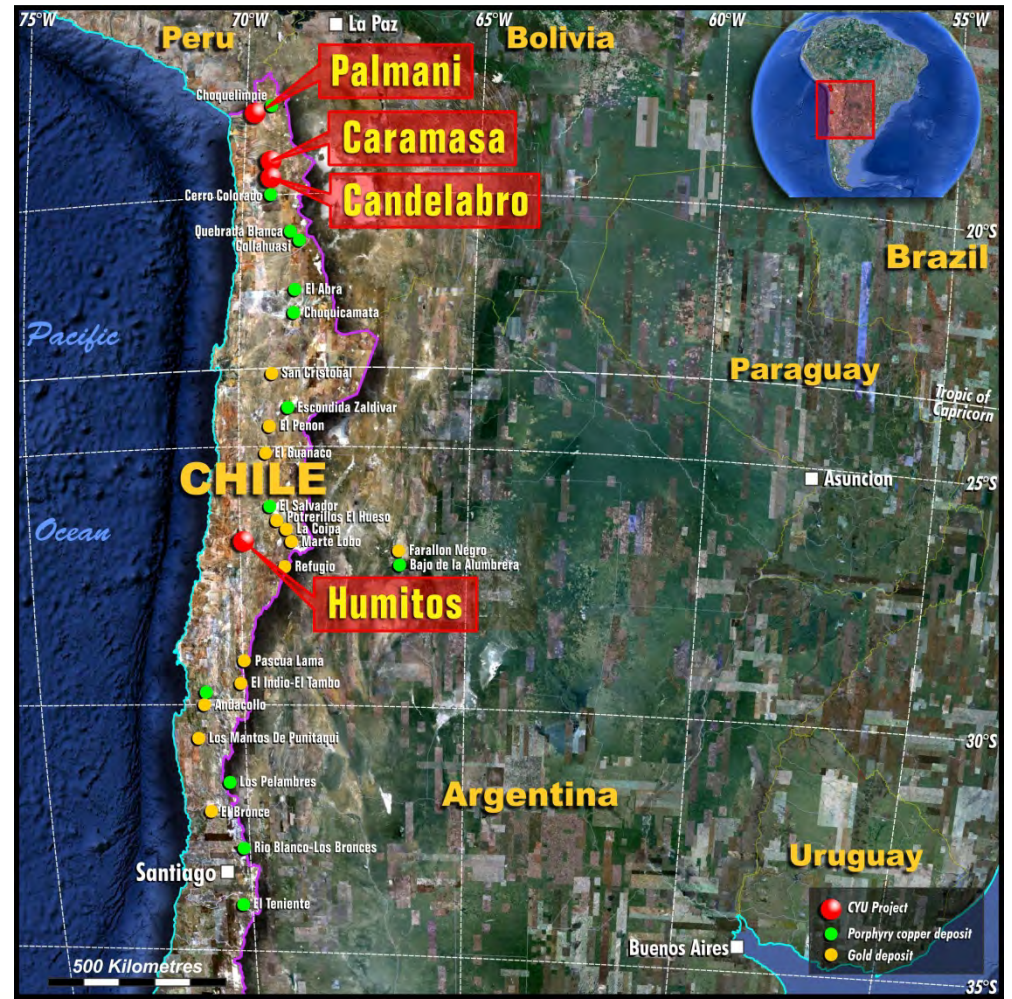 75°W
70°W
65°W
60°W
55°W
Peru
La Paz
Bolivia
Palmani
Choquelimpie
Caramasa
Candelabro
Cerro Colorado
Quebrada Blanca
Collahuasi
20°S
Brazil
El Abra
Chuquicamata
Pacific
San Cristobal
Paraguay
Tropic of
Capricorn
Escondida Zaldivar
El Penon
El Guanaco
CHILE
Asuncion
25°S
El Salvador
Potrerillos El Hueso
La Coipa
Ocean
Marte Lobo
Farallon Negro
Bajo de la Alumbrera
Refugio
Humitos
Pascua Lama
El Indio-El Tambo
Andacollo
Los Mantos De Punitaqui
30°S
Los Pelambres
Argentina
El Bronce
Rio Blanco-Los Bronces
Uruguay
Santiago
El Teniente
CYU Project
Porphyry copper deposit
Gold deposit
Buenos Aires
500 Kilometres
35°S